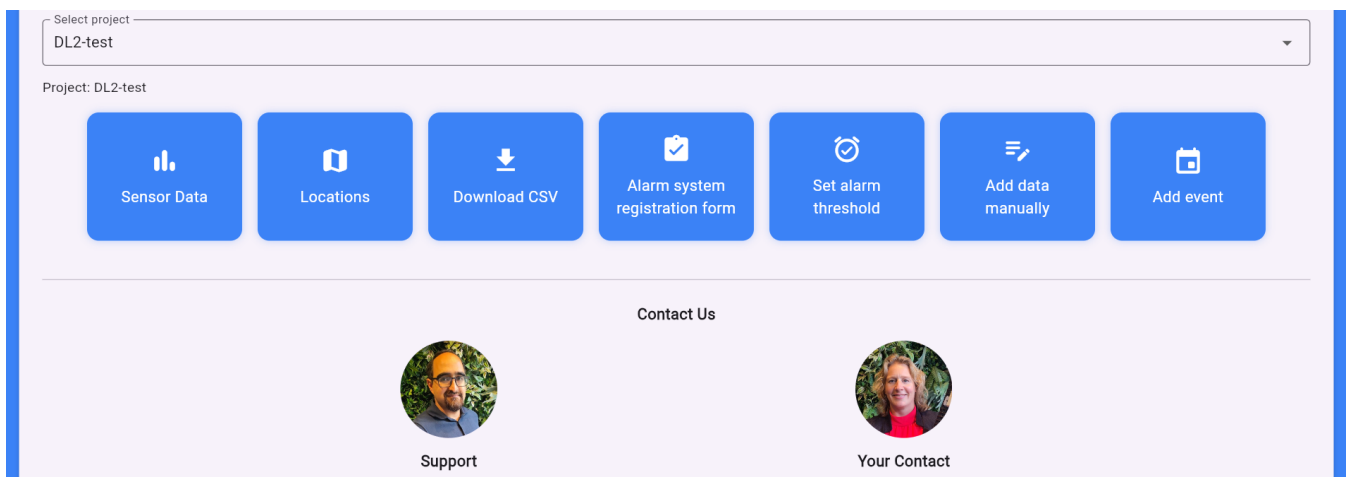 Select project
DL2-test
Project: DL2-test
Sensor Data
Locations
Download CSV
Alarm system
registration form
Set alarm
threshold
Add data
manually
Add event
Contact Us
Support
Your Contact